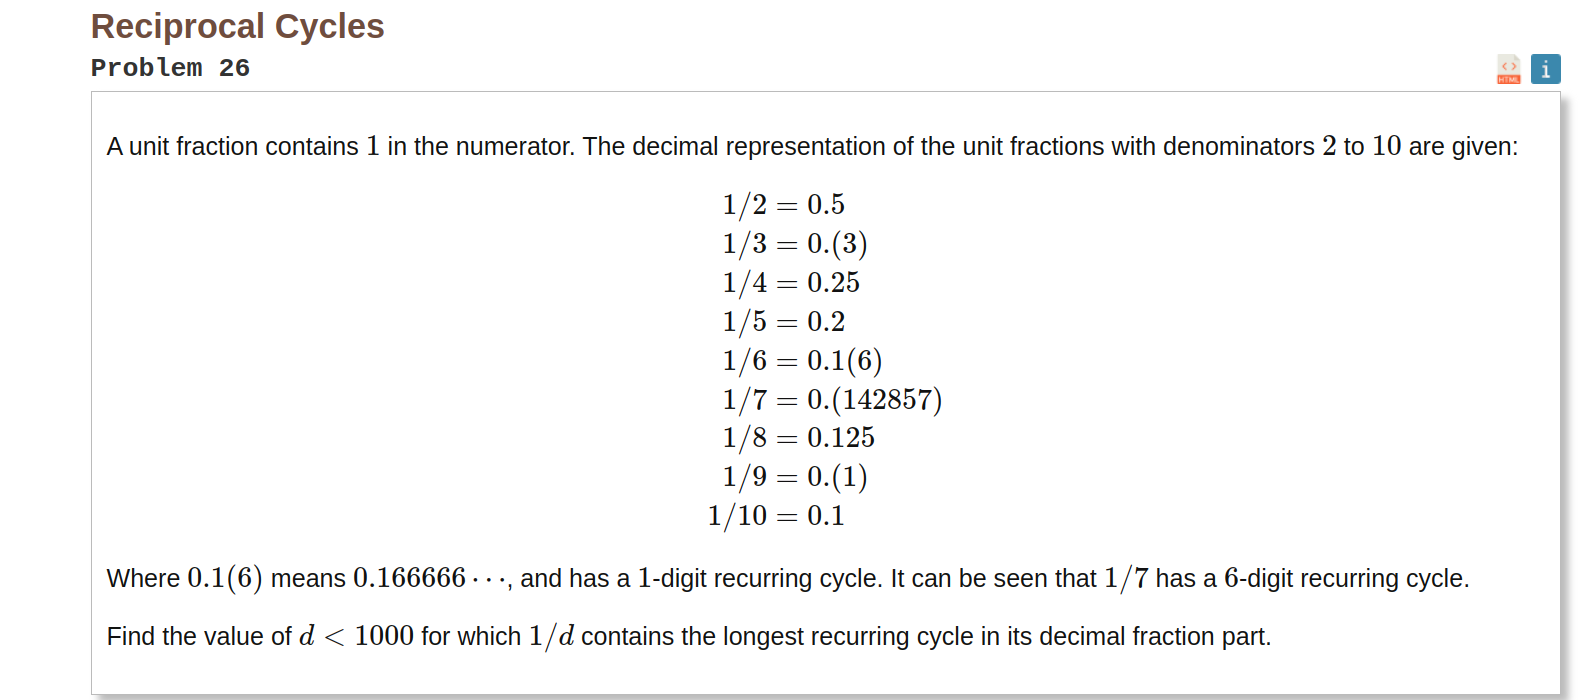 Reciprocal Cycles
Problem 26
HTML
i
A unit fraction contains 1 in the numerator. The decimal representation of the unit fractions with denominators 2 to 10 are given:
1/2 = 0.5
1/3 = 0.(3)
1/4 = 0.25
1/5 = 0.2
1/6 = 0.1(6)
1/7 = 0.(142857)
1/8 = 0.125
1/9 = 0.(1)
1/10 = 0.1
Where 0.1(6) means 0.166666⋯, and has a 1-digit recurring cycle. It can be seen that 1/7 has a 6-digit recurring cycle.
Find the value of d < 1000 for which 1/d contains the longest recurring cycle in its decimal fraction part.